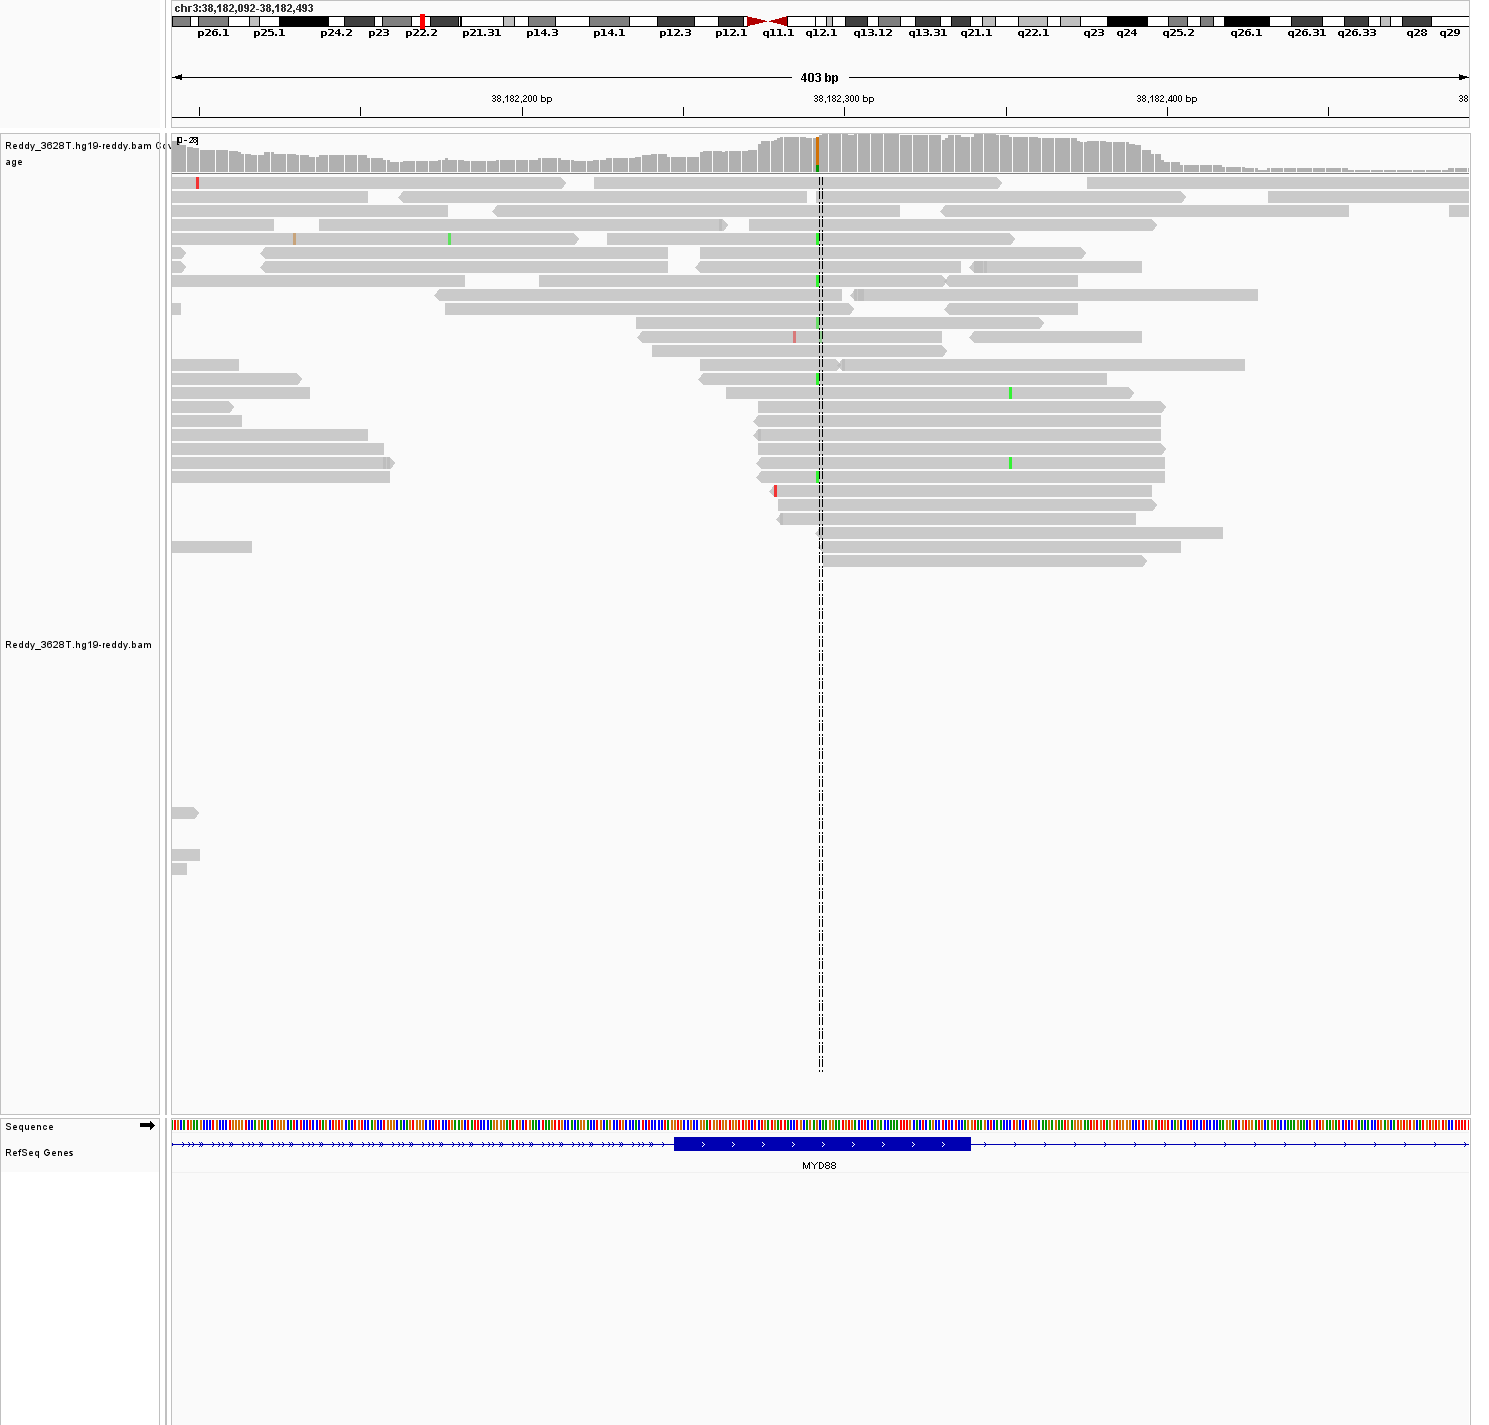 chr3:38,182,092-38,182,493
p26.1 p25.1 p24.2 p23 p22.2 p21.31 p14.3 p14.1 p12.3 p12.1 q11.1 q12.1 q13.12 q13.31 q21.1 q22.1 q23 q24 q25.2 q26.1 q26.31 q26.33 q28 q29
403 bp
38,182,200 bp 38,182,300 bp 38,182,400 bp 38
Reddy_3628T.hg19-reddy.bam Cov
age
[0 - 28]
Reddy_3628T.hg19-reddy.bam
Sequence
RefSeq Genes
MYD88